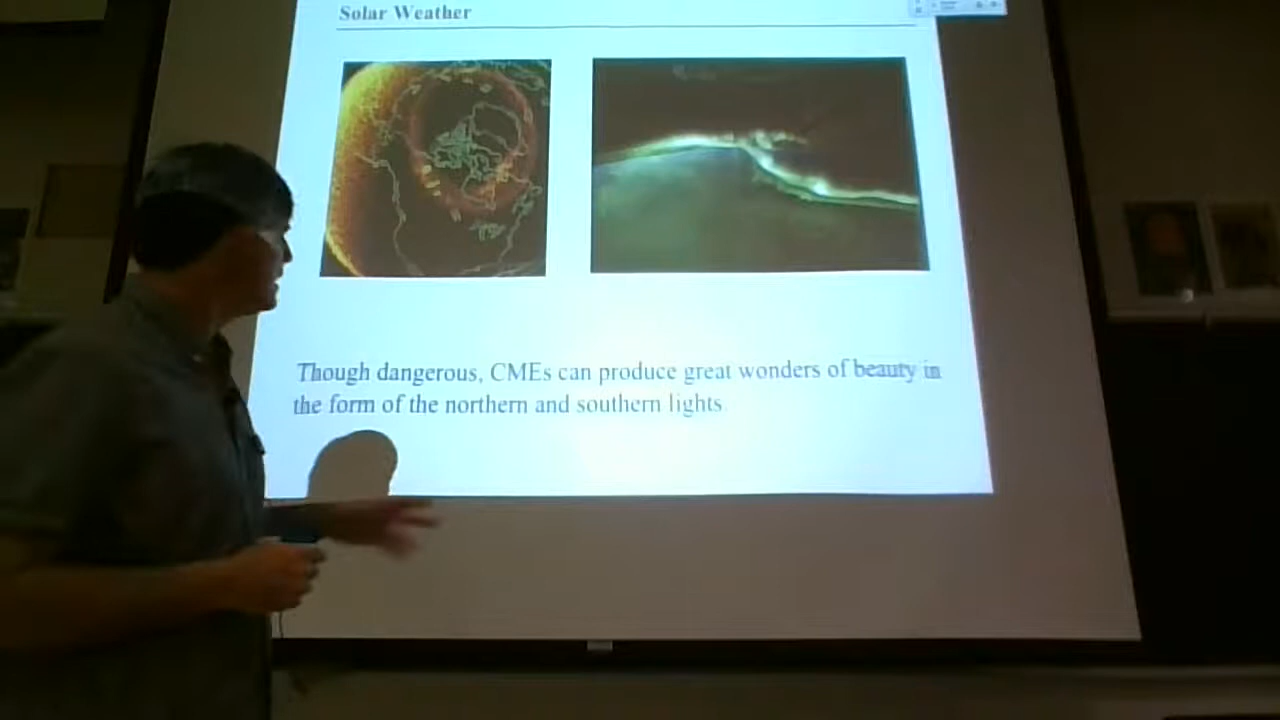 Solar Weather
Though dangerous, CMEs can produce great wonders of beauty in
the form of the northern and southern lights